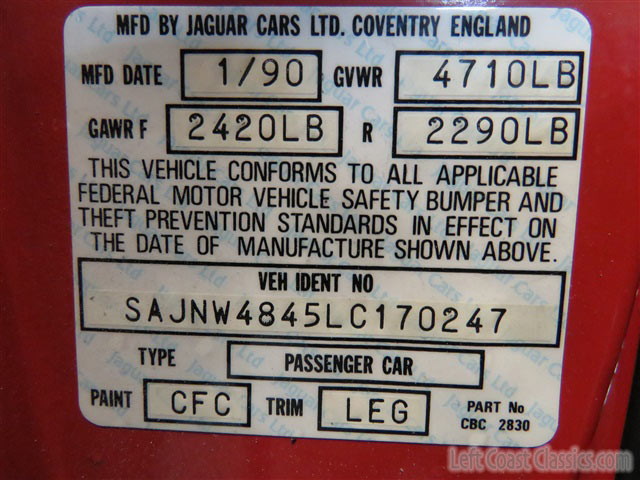 MFD BY JAGUAR CARS LTD. COVENTRY ENGLAND
MFD DATE 1/90 GVWR 4710LB
GAWR F 2420LB R 2290LB
THIS VEHICLE CONFORMS TO ALL APPLICABLE
FEDERAL MOTOR VEHICLE SAFETY BUMPER AND
THEFT PREVENTION STANDARDS IN EFFECT ON
THE DATE OF MANUFACTURE SHOWN ABOVE.
VEH IDENT NO
SAJNW4845LC170247
TYPE PASSENGER CAR
PAINT CFC TRIM LEG PART No
CBC 2830
Left Coast Classics.com